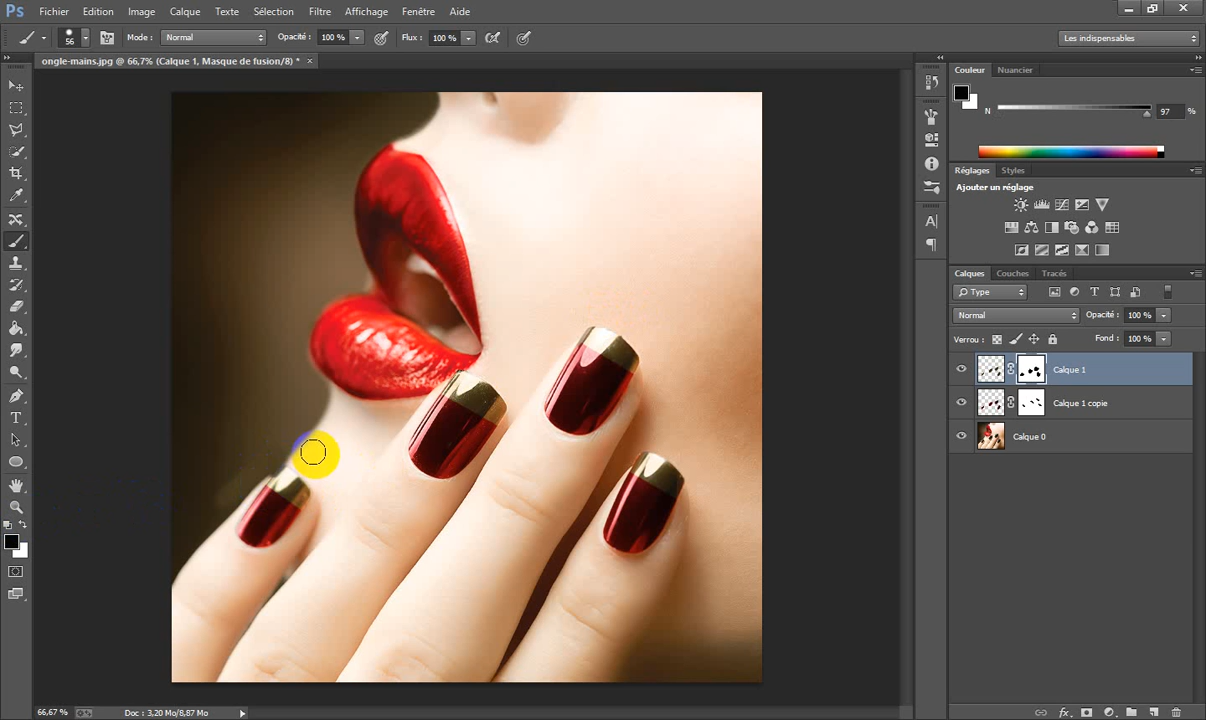 Ps Fichier Edition Image Calque Texte Sélection Filtre Affichage Fenêtre Aide
56 Mode : Normal Opacité : 100 % Flux : 100 % Les indispensables
ongle-mains.jpg @ 66,7% (Calque 1, Masque de fusion/8) * ×
Couleur Nuancier
N 97 %
Réglages Styles
Ajouter un réglage
Calques Couches Tracés
Type
Normal Opacité : 100 %
Verrou : Fond : 100 %
Calque 1
Calque 1 copie
Calque 0
66,67 % Doc : 3,20 Mo/8,87 Mo